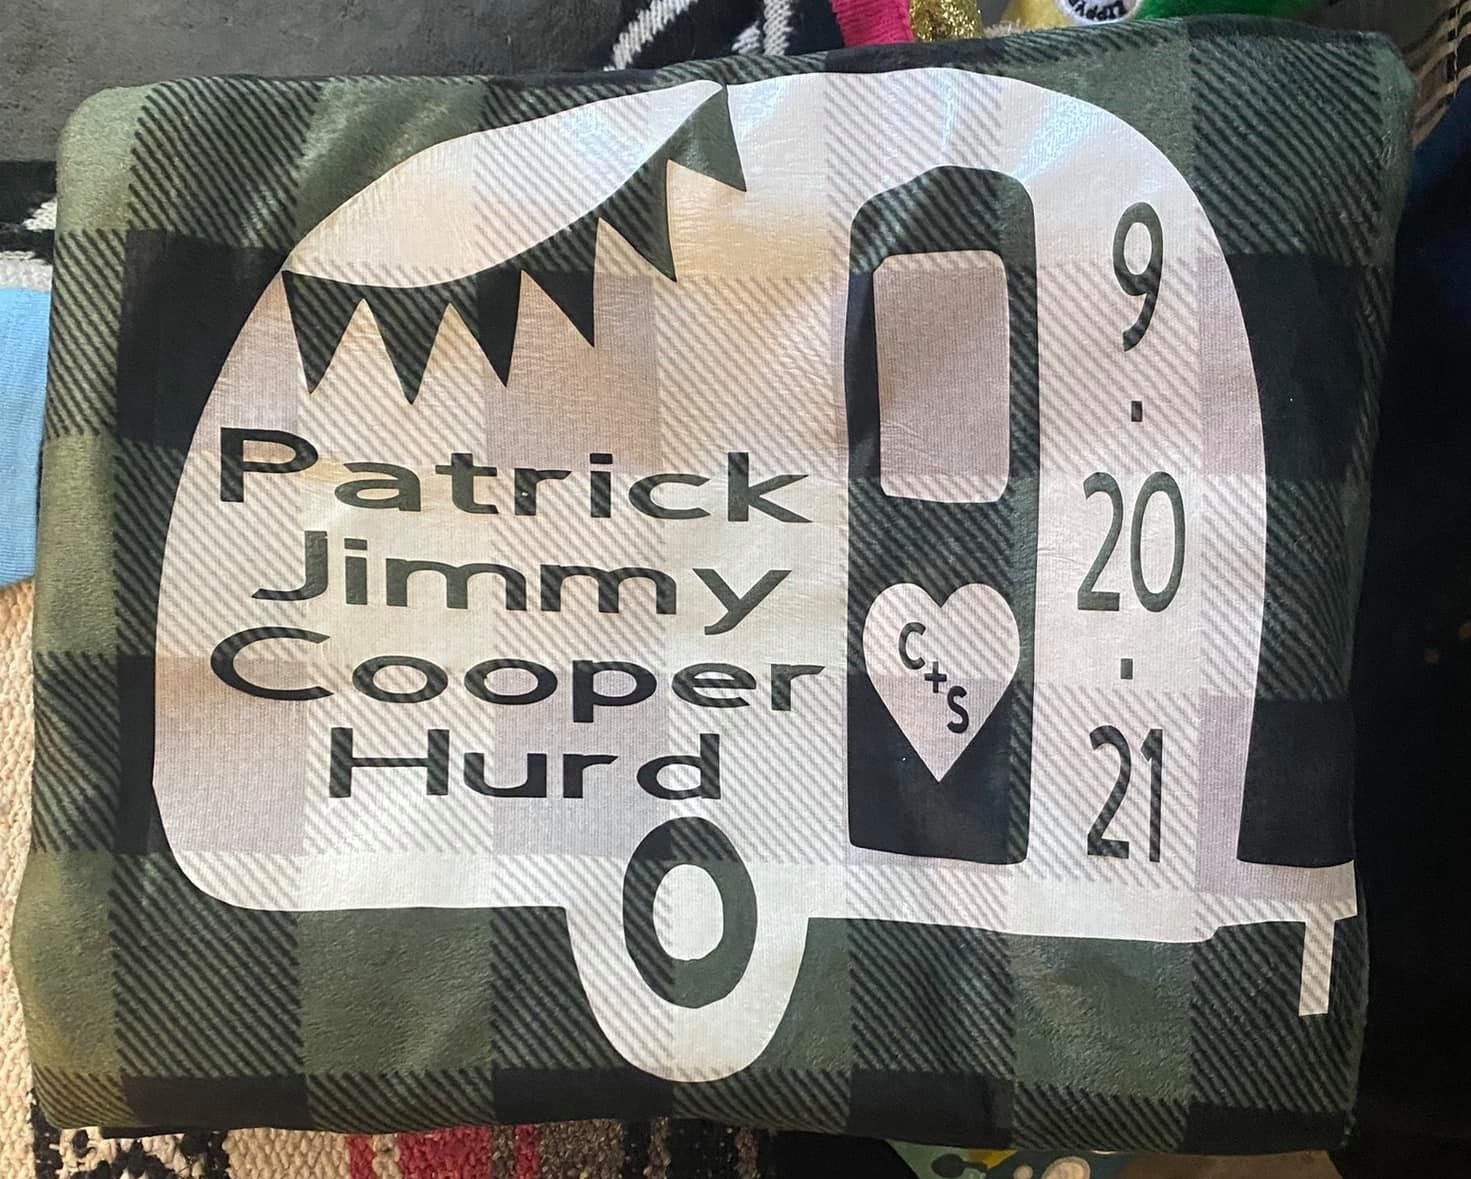 Patrick
Jimmy
Cooper
Hurd
C+S
9
.
20
.
21